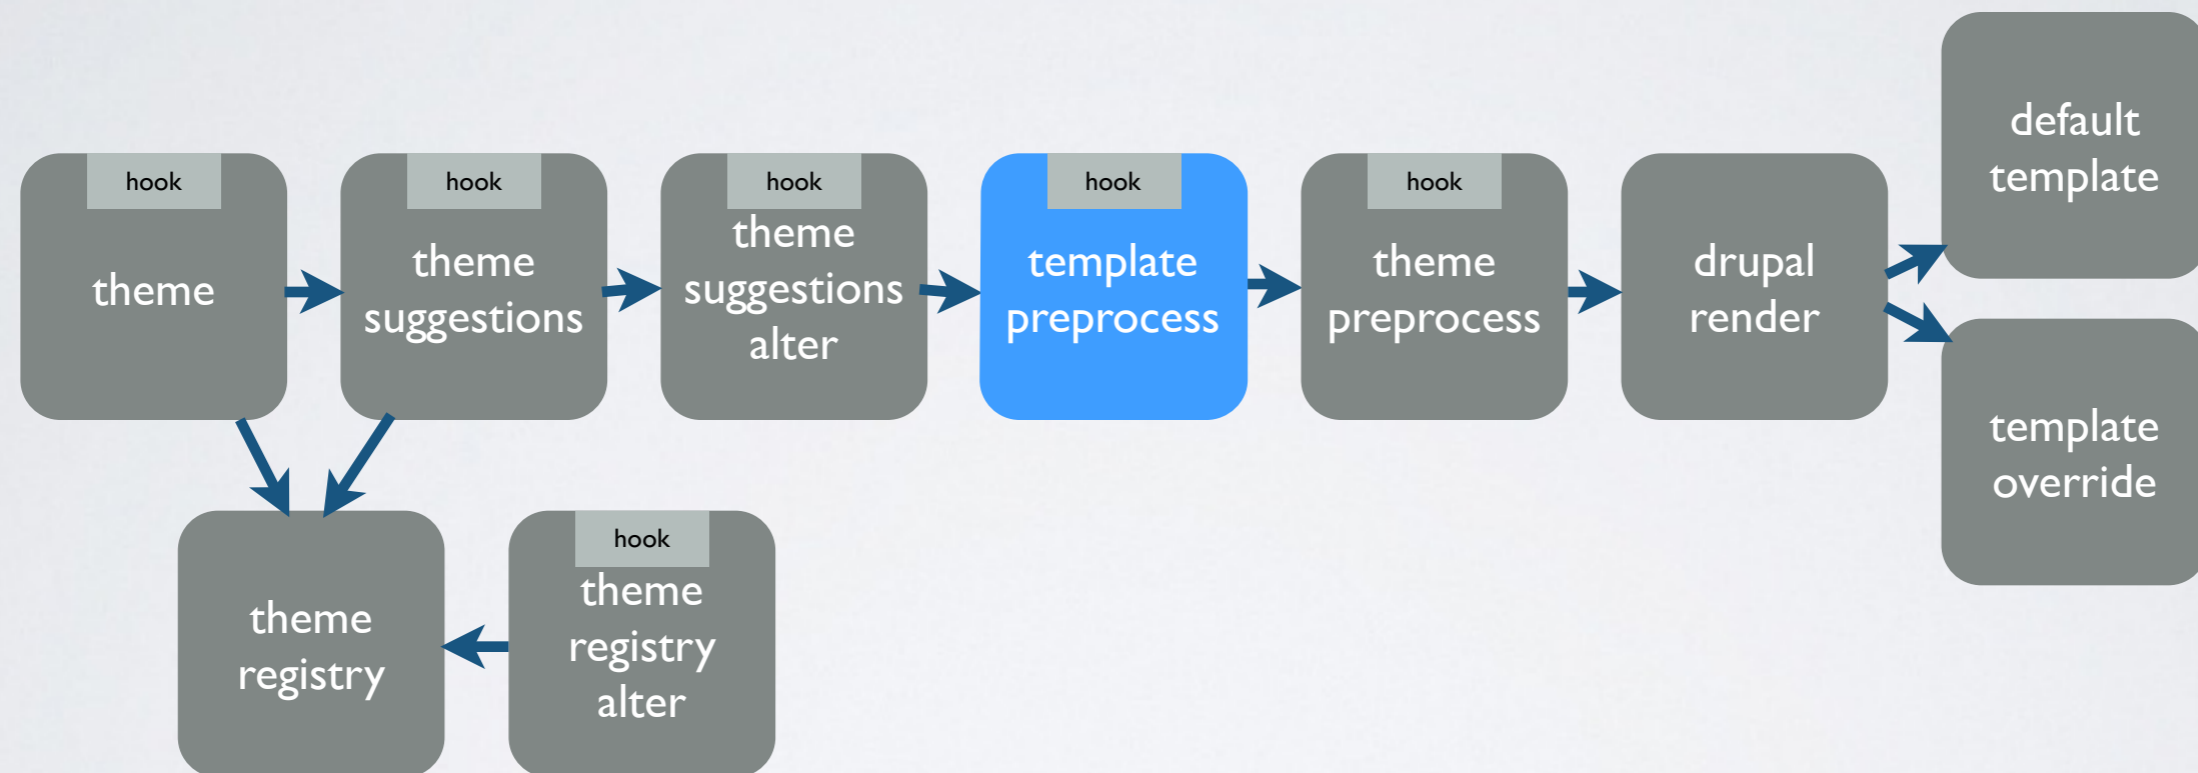 hook
theme
hook
theme
suggestions
hook
theme
suggestions
alter
hook
template
preprocess
hook
theme
preprocess
drupal
render
default
template
template
override
theme
registry
hook
theme
registry
alter